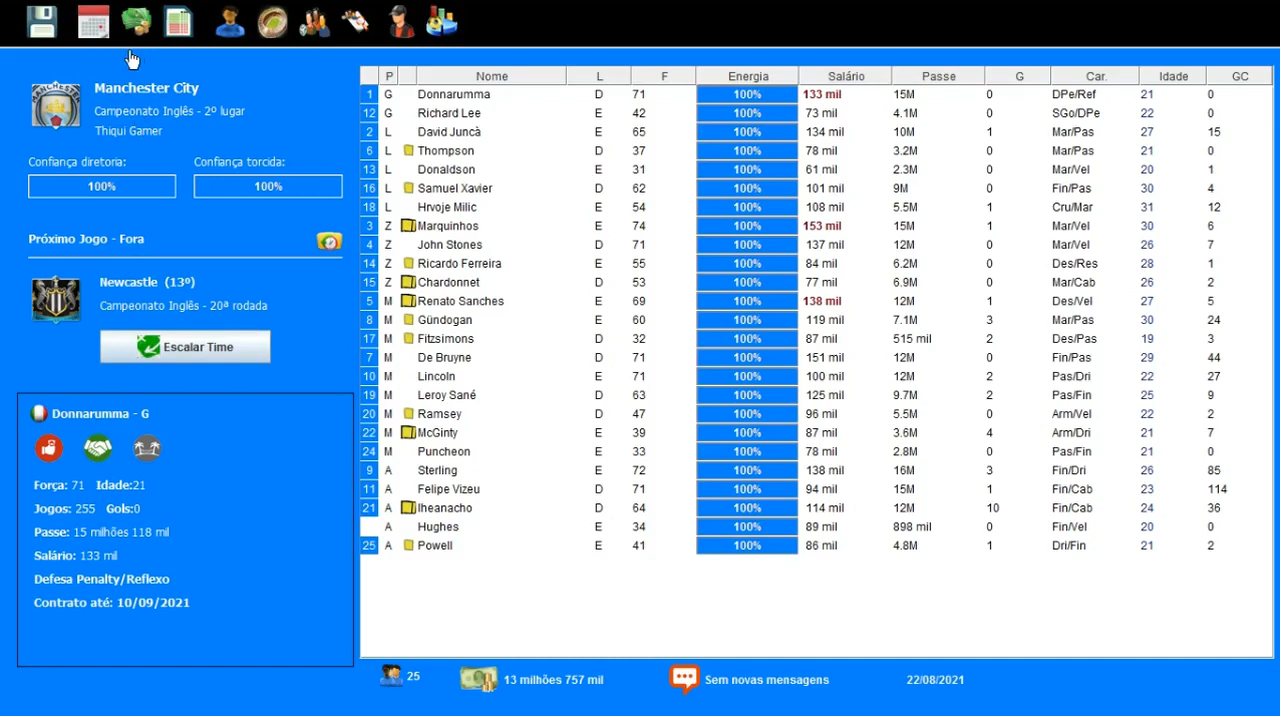 Manchester City
Campeonato Inglês - 2º lugar
Thiqui Gamer
Confiança diretoria: Confiança torcida:
100% 100%
Próximo Jogo - Fora
Newcastle (13º)
Campeonato Inglês - 20ª rodada
Escalar Time
Donnarumma - G
Força: 71 Idade:21
Jogos: 255 Gols:0
Passe: 15 milhões 118 mil
Salário: 133 mil
Defesa Penalty/Reflexo
Contrato até: 10/09/2021
P Nome L F Energia Salário Passe G Car. Idade GC
1 G Donnarumma D 71 100% 133 mil 15M 0 DPe/Ref 21 0
12 G Richard Lee E 42 100% 73 mil 4.1M 0 SGo/DPe 22 0
2 L David Juncà E 65 100% 134 mil 10M 1 Mar/Pas 27 15
6 L Thompson D 37 100% 78 mil 3.2M 0 Mar/Pas 21 0
13 L Donaldson E 31 100% 61 mil 2.3M 0 Mar/Vel 20 1
16 L Samuel Xavier D 62 100% 101 mil 9M 0 Fin/Pas 30 4
18 L Hrvoje Milic E 54 100% 108 mil 5.5M 1 Cru/Mar 31 12
3 Z Marquinhos E 74 100% 153 mil 15M 1 Mar/Vel 30 6
4 Z John Stones D 71 100% 137 mil 12M 0 Mar/Vel 26 7
14 Z Ricardo Ferreira E 55 100% 84 mil 6.2M 0 Des/Res 28 1
15 Z Chardonnet D 53 100% 77 mil 6.9M 0 Mar/Cab 26 2
5 M Renato Sanches E 69 100% 138 mil 12M 1 Des/Vel 27 5
8 M Gündogan E 60 100% 119 mil 7.1M 3 Mar/Pas 30 24
17 M Fitzsimons D 32 100% 87 mil 515 mil 2 Des/Pas 19 3
7 M De Bruyne D 71 100% 151 mil 12M 0 Fin/Pas 29 44
10 M Lincoln E 71 100% 100 mil 12M 2 Pas/Dri 22 27
19 M Leroy Sané D 63 100% 125 mil 9.7M 2 Pas/Fin 25 9
20 M Ramsey D 47 100% 96 mil 5.5M 0 Arm/Vel 22 2
22 M McGinty E 39 100% 87 mil 3.6M 4 Arm/Dri 21 7
24 M Puncheon E 33 100% 78 mil 2.8M 0 Pas/Fin 21 0
9 A Sterling E 72 100% 138 mil 16M 3 Fin/Dri 26 85
11 A Felipe Vizeu D 71 100% 94 mil 15M 1 Fin/Cab 23 114
21 A Iheanacho D 64 100% 114 mil 12M 10 Fin/Cab 24 36
A Hughes E 34 100% 89 mil 898 mil 0 Fin/Vel 20 0
25 A Powell E 41 100% 86 mil 4.8M 1 Dri/Fin 21 2
25 13 milhões 757 mil Sem novas mensagens 22/08/2021